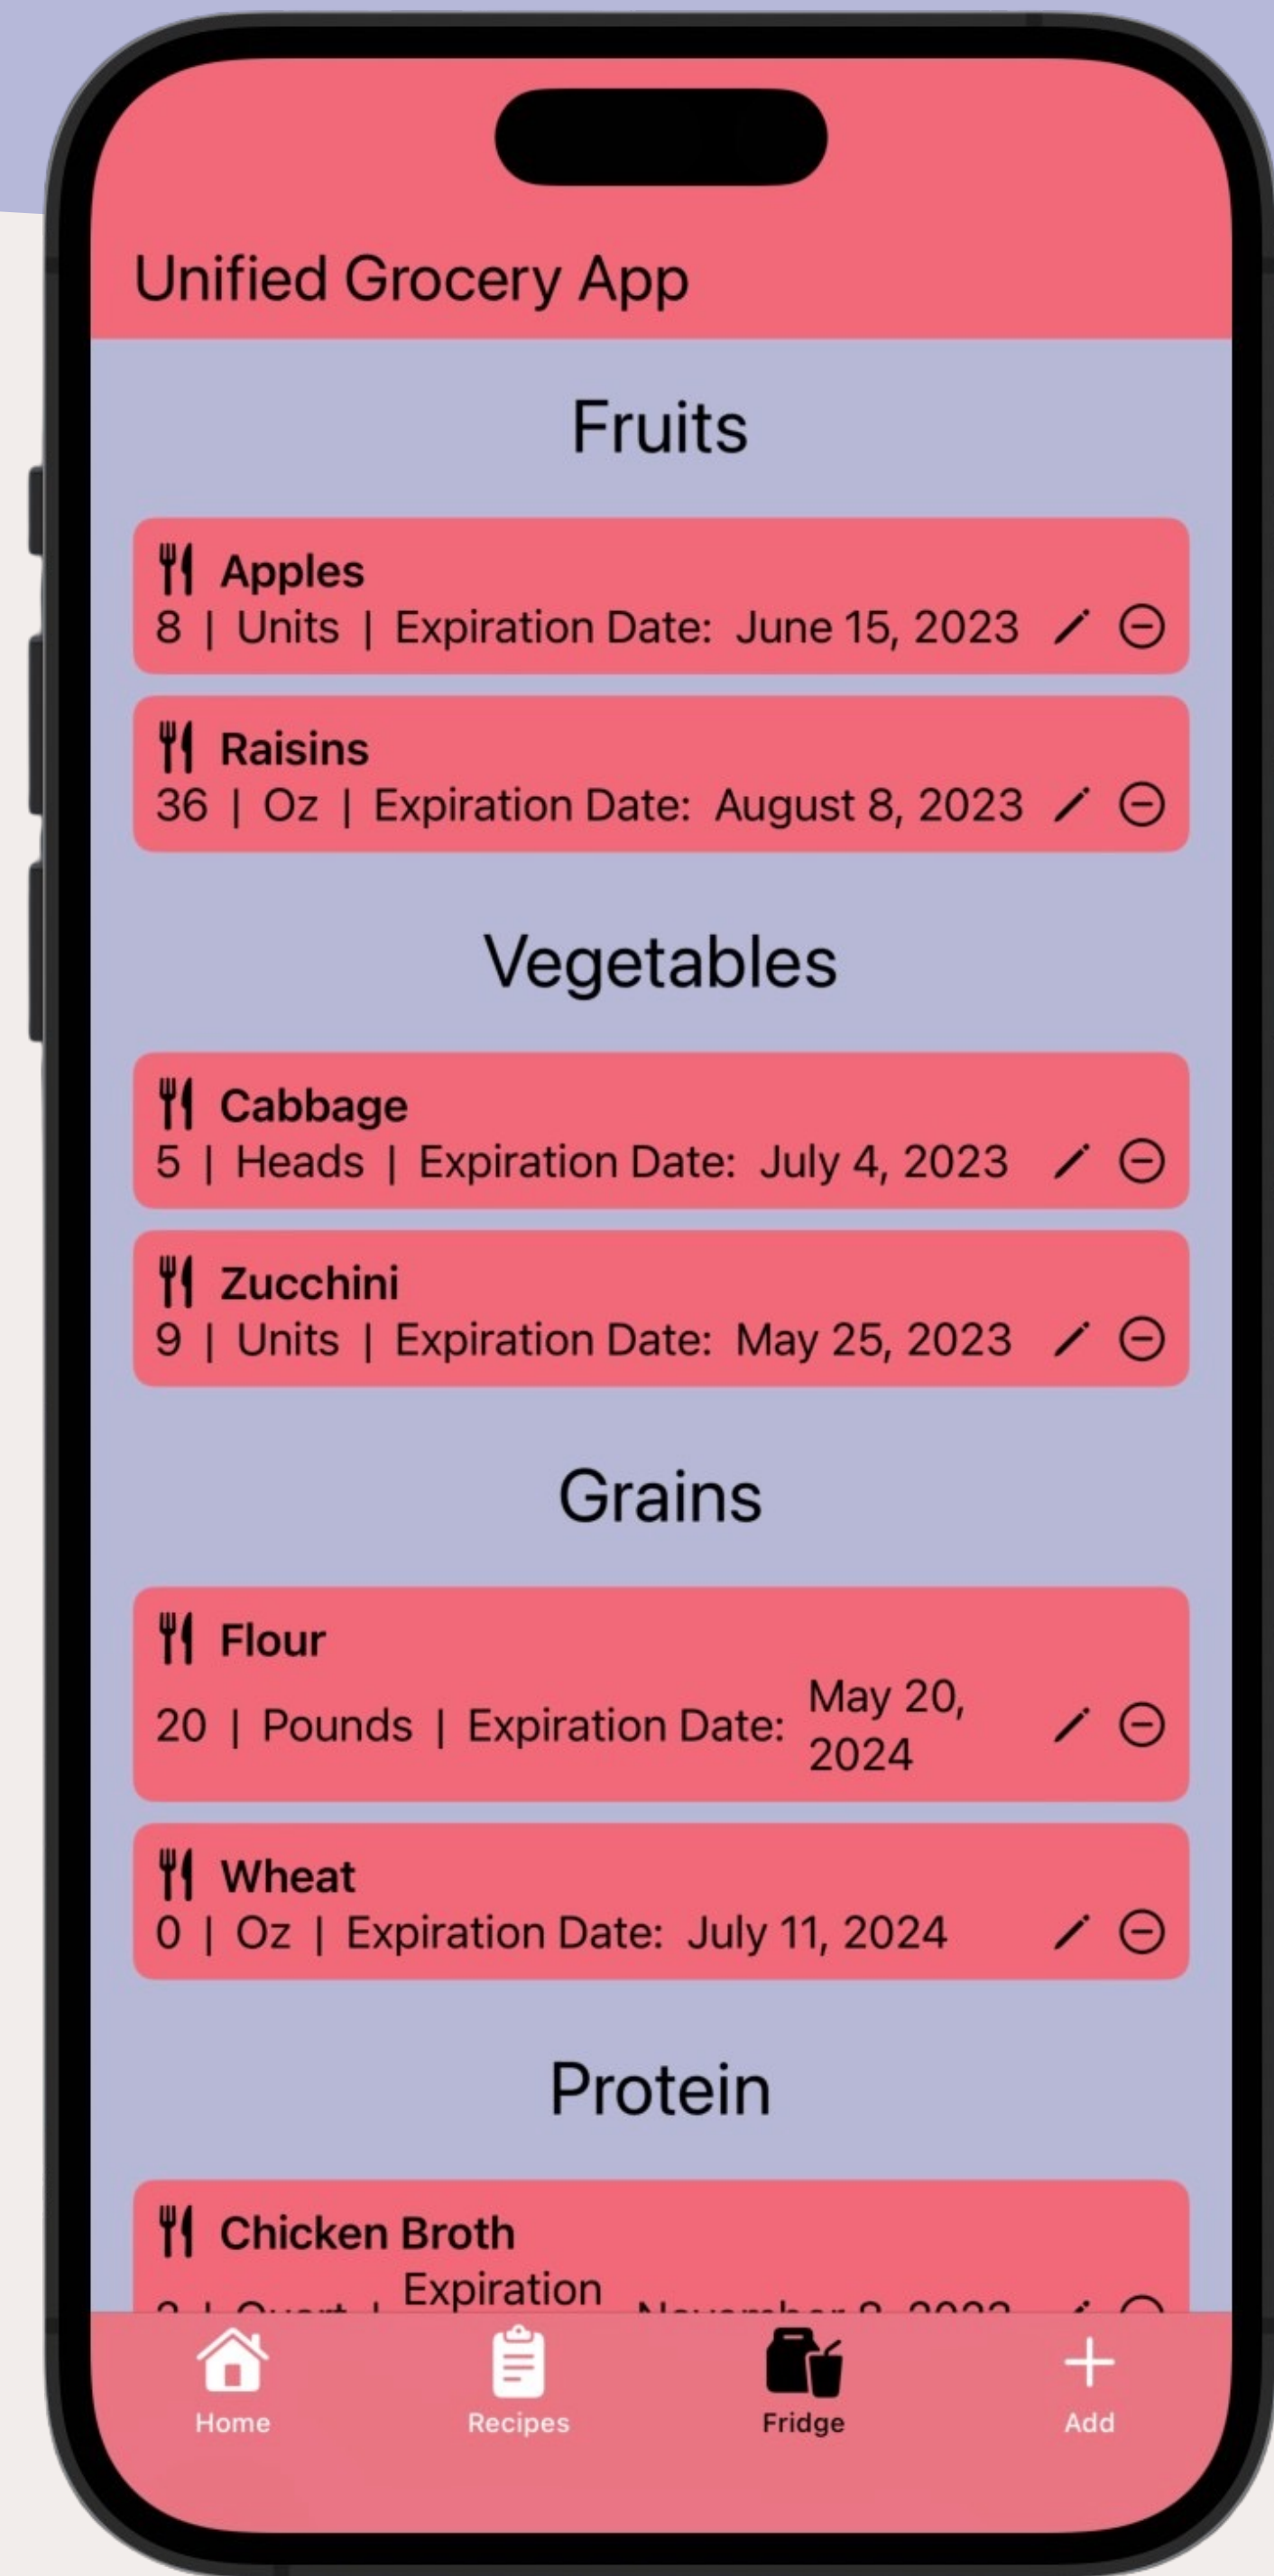 Unified Grocery App
Fruits
Apples
8 | Units | Expiration Date: June 15, 2023
Raisins
36 | Oz | Expiration Date: August 8, 2023
Vegetables
Cabbage
5 | Heads | Expiration Date: July 4, 2023
Zucchini
9 | Units | Expiration Date: May 25, 2023
Grains
Flour
20 | Pounds | Expiration Date: May 20,
2024
Wheat
0 | Oz | Expiration Date: July 11, 2024
Protein
Chicken Broth
Expiration
Home
Recipes
Fridge
Add